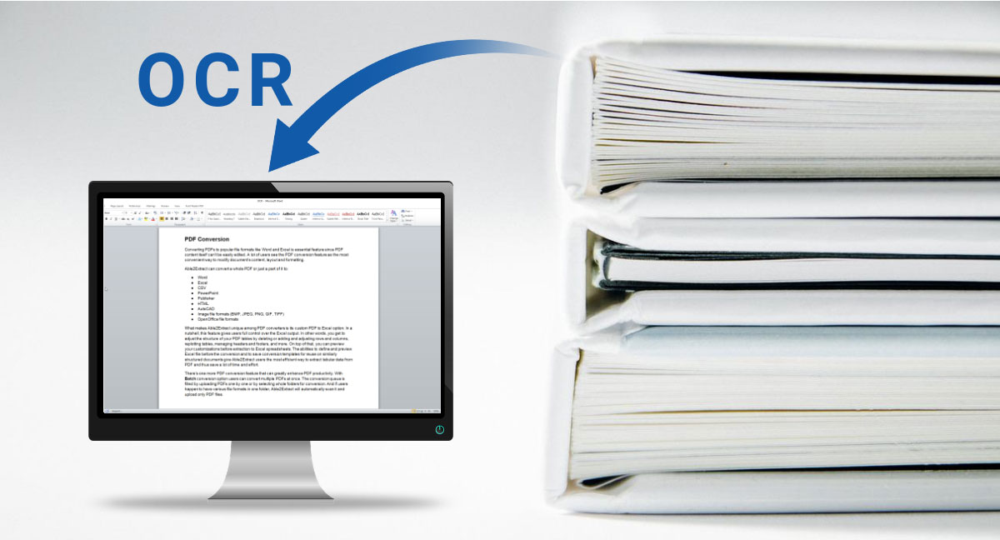 OCR
OCR - Microsoft Word
Page Layout References Mailings Review View
PDF Conversion
Converting PDFs to popular file formats like Word and Excel is essential feature since PDF
content itself can't be easily edited. A lot of users see the PDF conversion feature as the most
convenient way to modify document's content, layout and formatting.
Able2Extract can convert a whole PDF or just a part of it to:
Word
Excel
CSV
PowerPoint
Publisher
HTML
AutoCAD
Image file formats (BMP, JPEG, PNG, GIF, TIFF)
OpenOffice file formats
What makes Able2Extract unique among PDF converters is its custom PDF to Excel option. In a
nutshell, this feature gives users full control over the Excel output. In other words, you get to
adjust the structure of your PDF tables by deleting or adding and adjusting rows and columns,
replotting tables, managing headers and footers, and more. On top of that, you can preview
your customizations before extraction to Excel spreadsheets. The abilities to define and preview
Excel file before the conversion and to save conversion templates for reuse on similarly
structured documents give Able2Extract users the most efficient way to extract tabular data from
PDF and thus save a lot of time and effort.
There's one more PDF conversion feature that can greatly enhance PDF productivity. With
Batch conversion option users can convert multiple PDFs at once. The conversion queue is
filled by uploading PDFs one by one or by selecting whole folders for conversion. And if users
happen to have various file formats in one folder, Able2Extract will automatically scan it and
upload only PDF files.